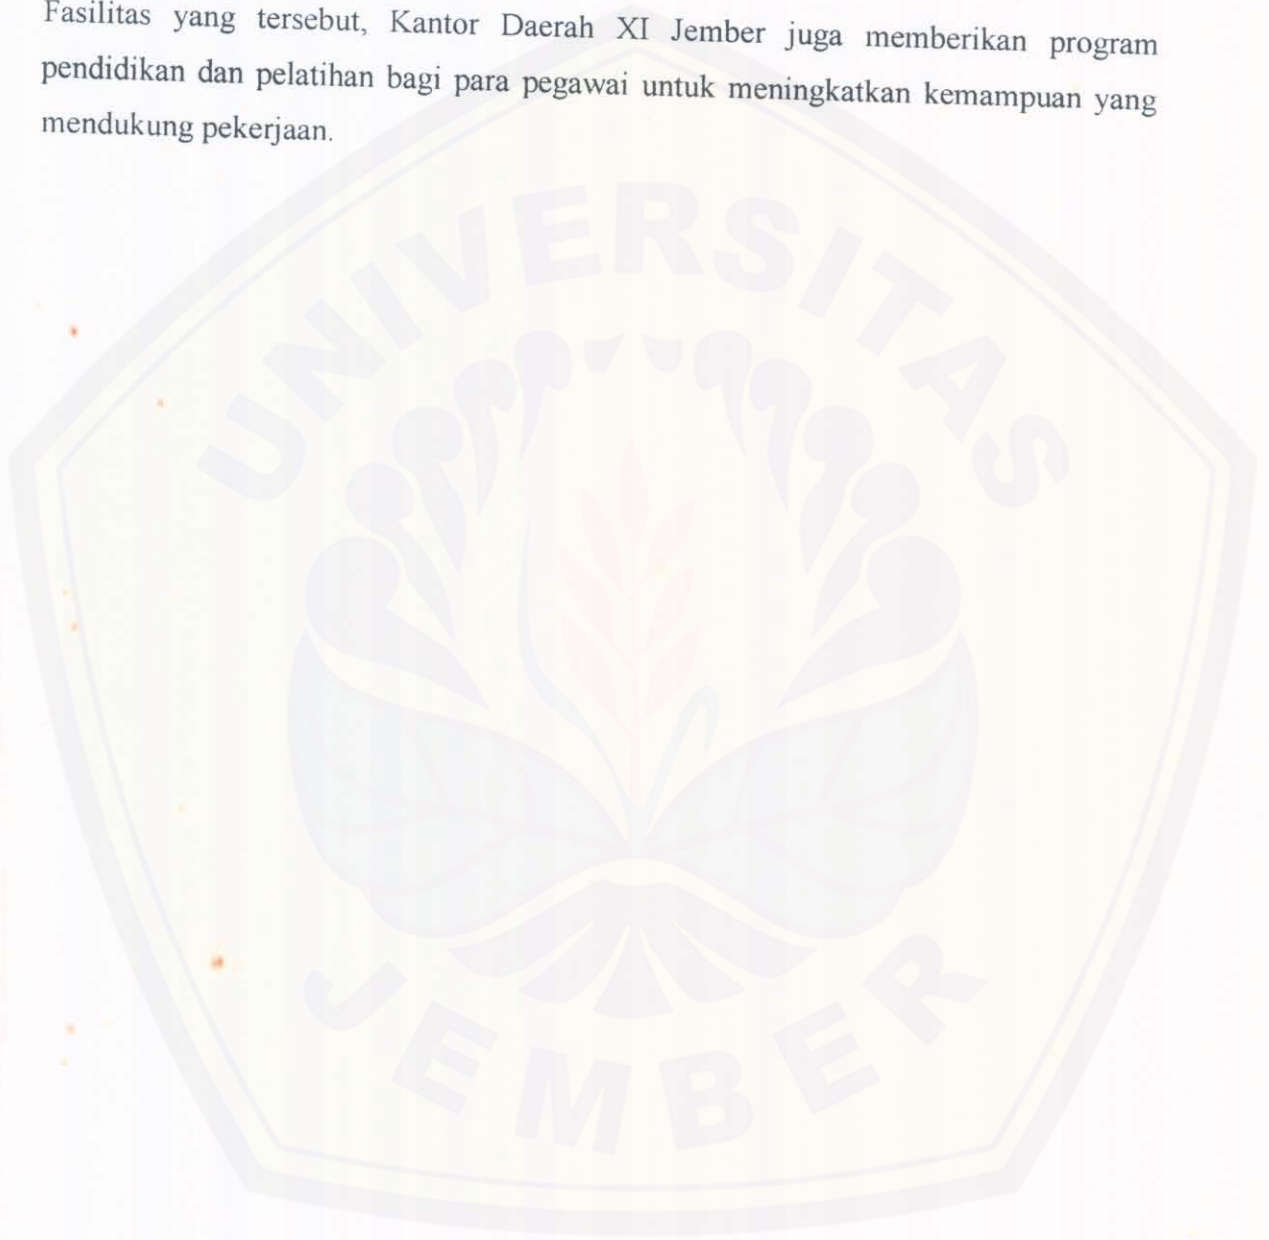 Fasilitas yang tersebut, Kantor Daerah XI Jember juga memberikan program
pendidikan dan pelatihan bagi para pegawai untuk meningkatkan kemampuan yang
mendukung pekerjaan.
UNIVERSITAS
JEMBER